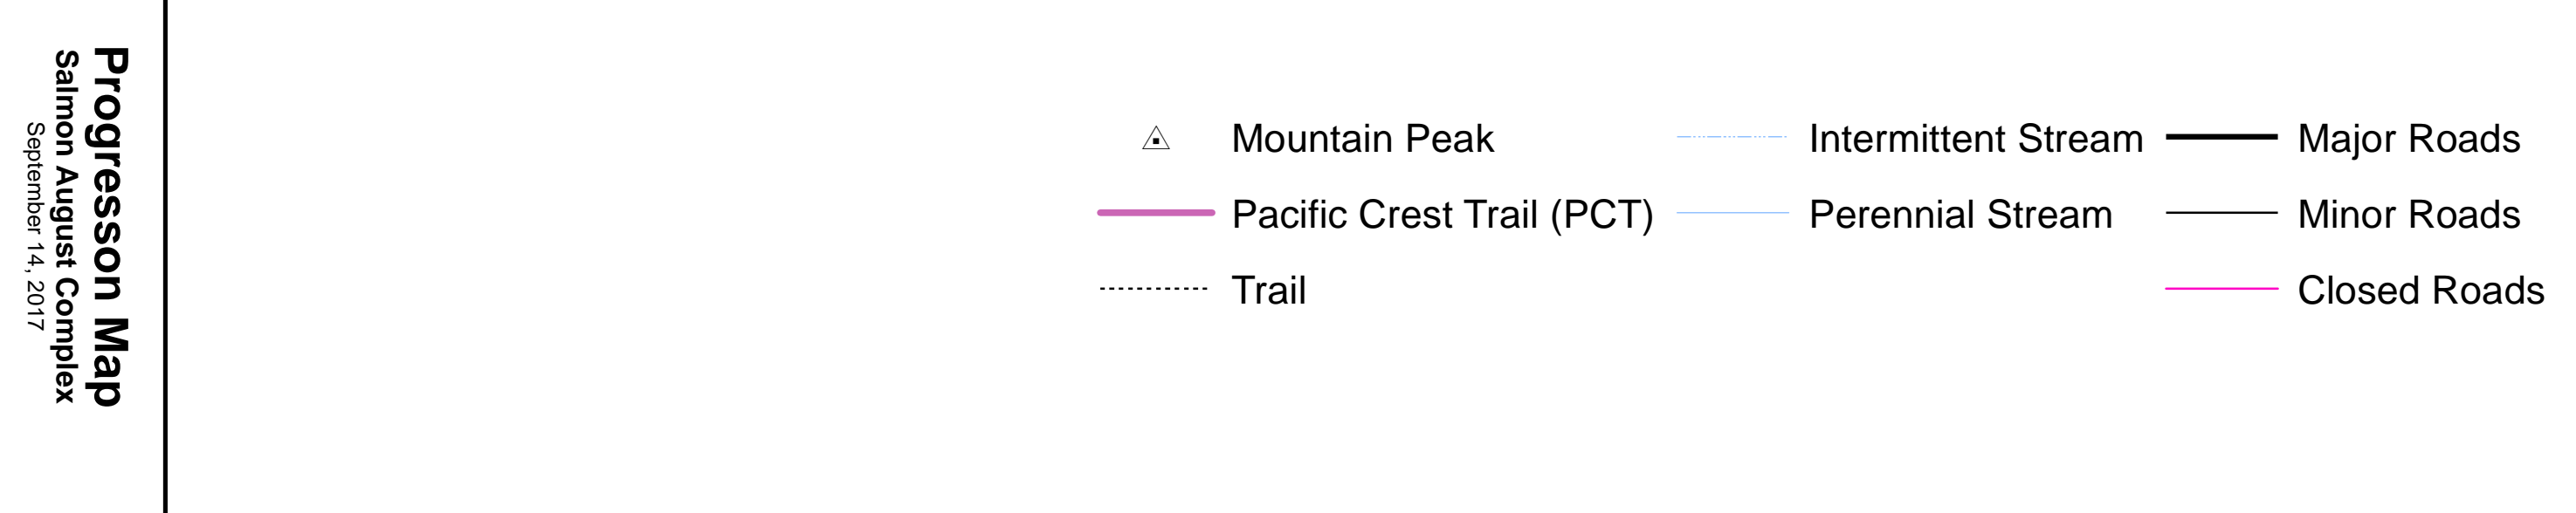 Progresson Map
Salmon August Complex
September 14, 2017
Mountain Peak
Pacific Crest Trail (PCT)
Trail
Intermittent Stream
Perennial Stream
Major Roads
Minor Roads
Closed Roads